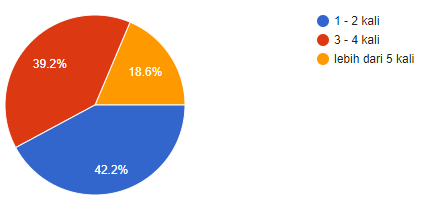 1 - 2 kali
3 - 4 kali
lebih dari 5 kali
39.2%
18.6%
42.2%